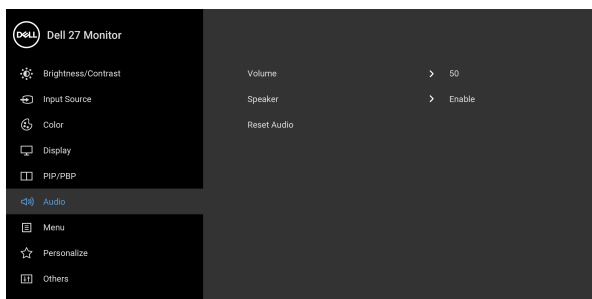 DELL Dell 27 Monitor
Brightness/Contrast
Volume 50
Input Source
Speaker Enable
Color
Reset Audio
Display
PIP/PBP
Audio
Menu
Personalize
Others